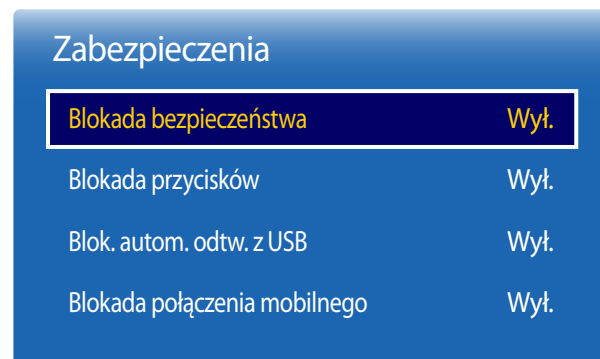 Zabezpieczenia
Blokada bezpieczeństwa Wył.
Blokada przycisków Wył.
Blok. autom. odtw. z USB Wył.
Blokada połączenia mobilnego Wył.